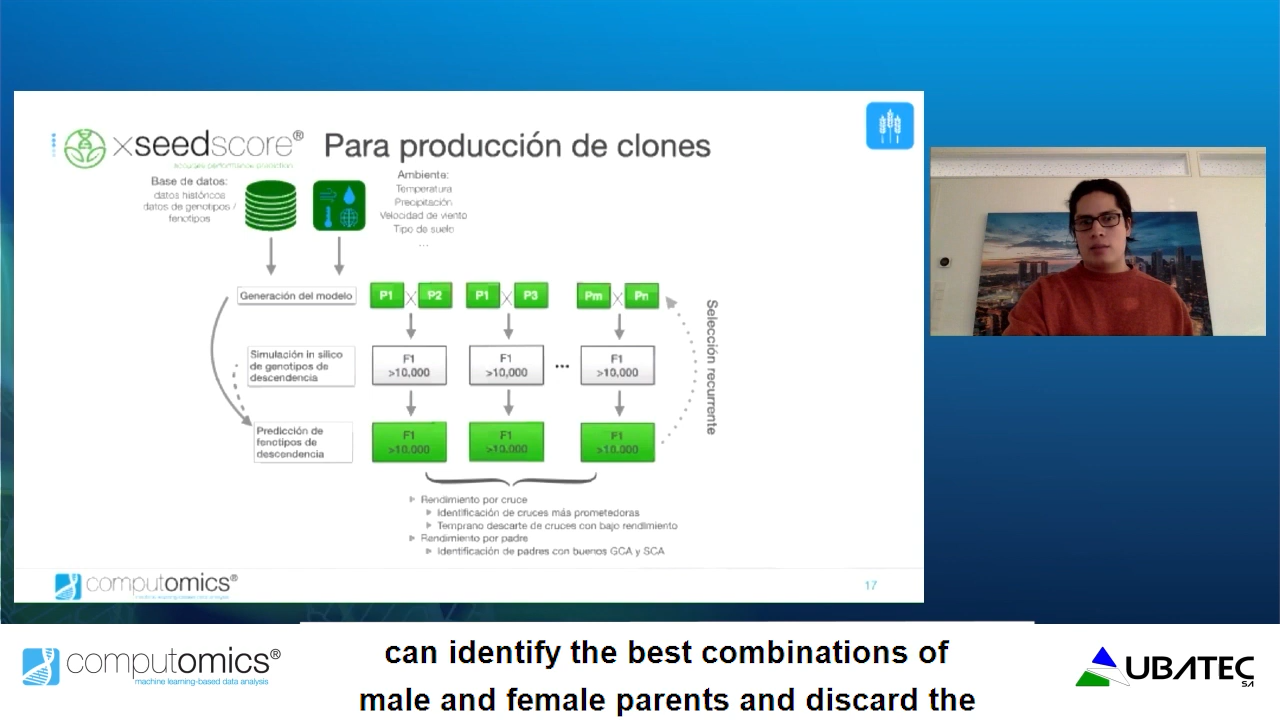 xseedscore®
Para producción de clones
Base de datos:
datos históricos
datos de genotipos /
fenotipos
Ambiente:
Temperatura
Precipitación
Velocidad de viento
Tipo de suelo
...
Generación del modelo
P1 X P2
P1 X P3
Pm X Pn
Simulación in silico
de genotipos de
descendencia
F1
>10,000
F1
>10,000
...
F1
>10,000
Predicción de
fenotipos de
descendencia
F1
>10.000
F1
>10.000
F1
>10.000
Selección recurrente
Rendimiento por cruce
Identificación de cruces más prometedoras
Temprano descarte de cruces con bajo rendimiento
Rendimiento por padre
Identificación de padres con buenos GCA y SCA
computomics®
17
computomics®
machine learning-based data analysis
can identify the best combinations of
male and female parents and discard the
UBATEC
SA